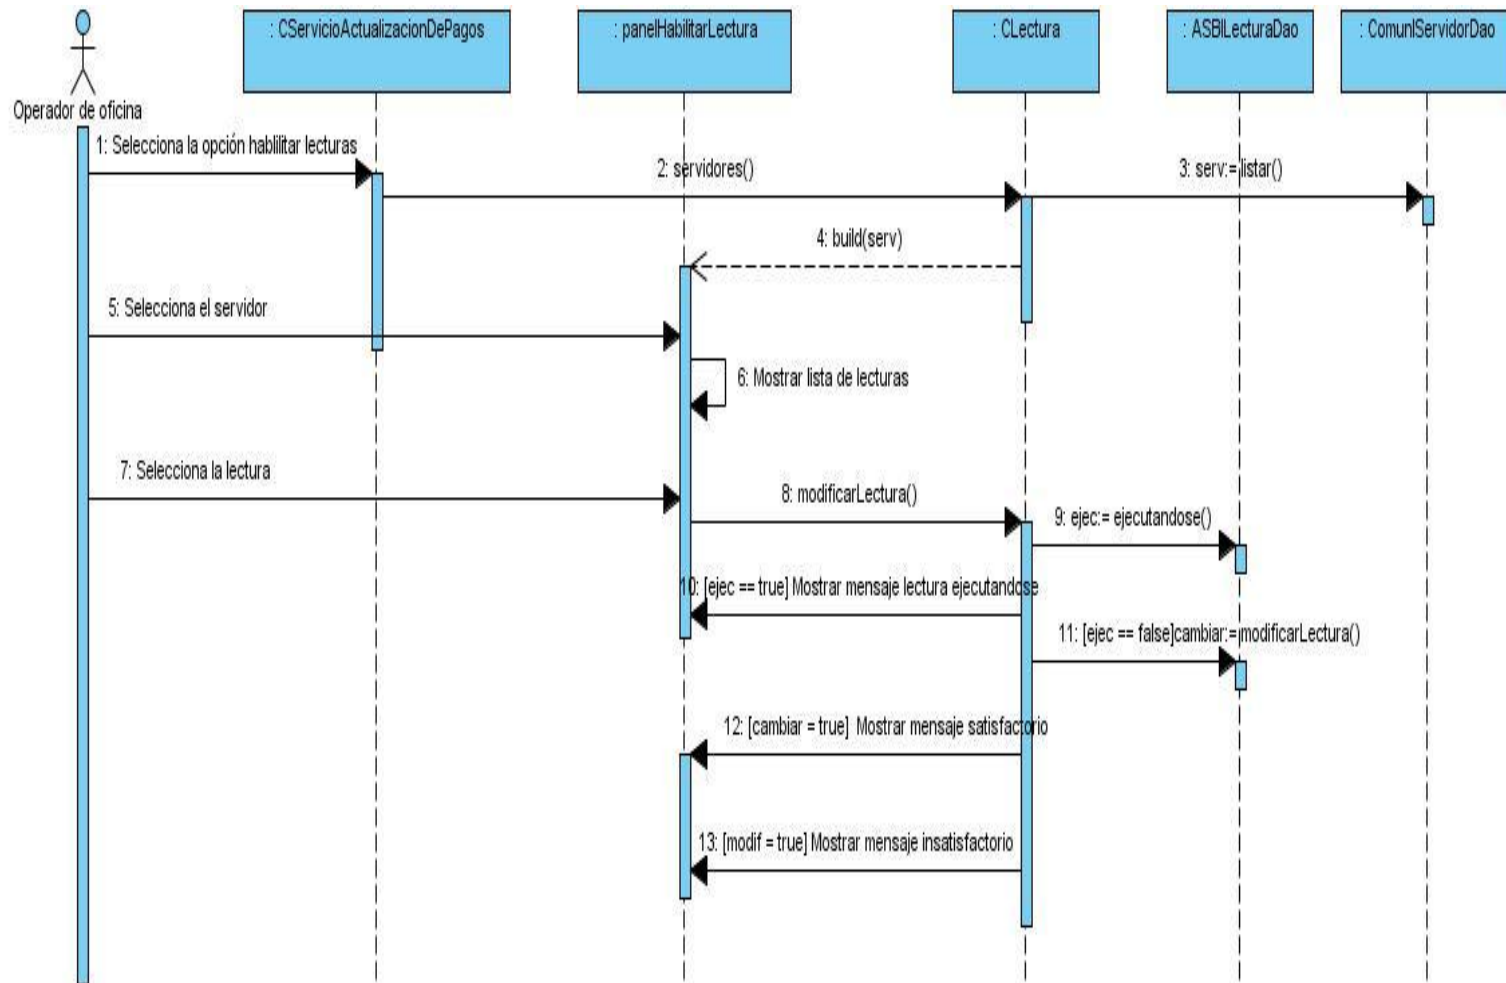 : CServicioActualizacionDePagos
: panelHabilitarLectura
: CLectura
: ASBILecturaDao
: ComunIServidorDao
Operador de oficina
1: Selecciona la opción hablilitar lecturas
2: servidores()
3: serv:= listar()
4: build(serv)
5: Selecciona el servidor
6: Mostrar lista de lecturas
7: Selecciona la lectura
8: modificarLectura()
9: ejec:= ejecutandose()
10: [ejec == true] Mostrar mensaje lectura ejecutandose
11: [ejec == false]cambiar:= modificarLectura()
12: [cambiar = true] Mostrar mensaje satisfactorio
13: [modif = true] Mostrar mensaje insatisfactorio